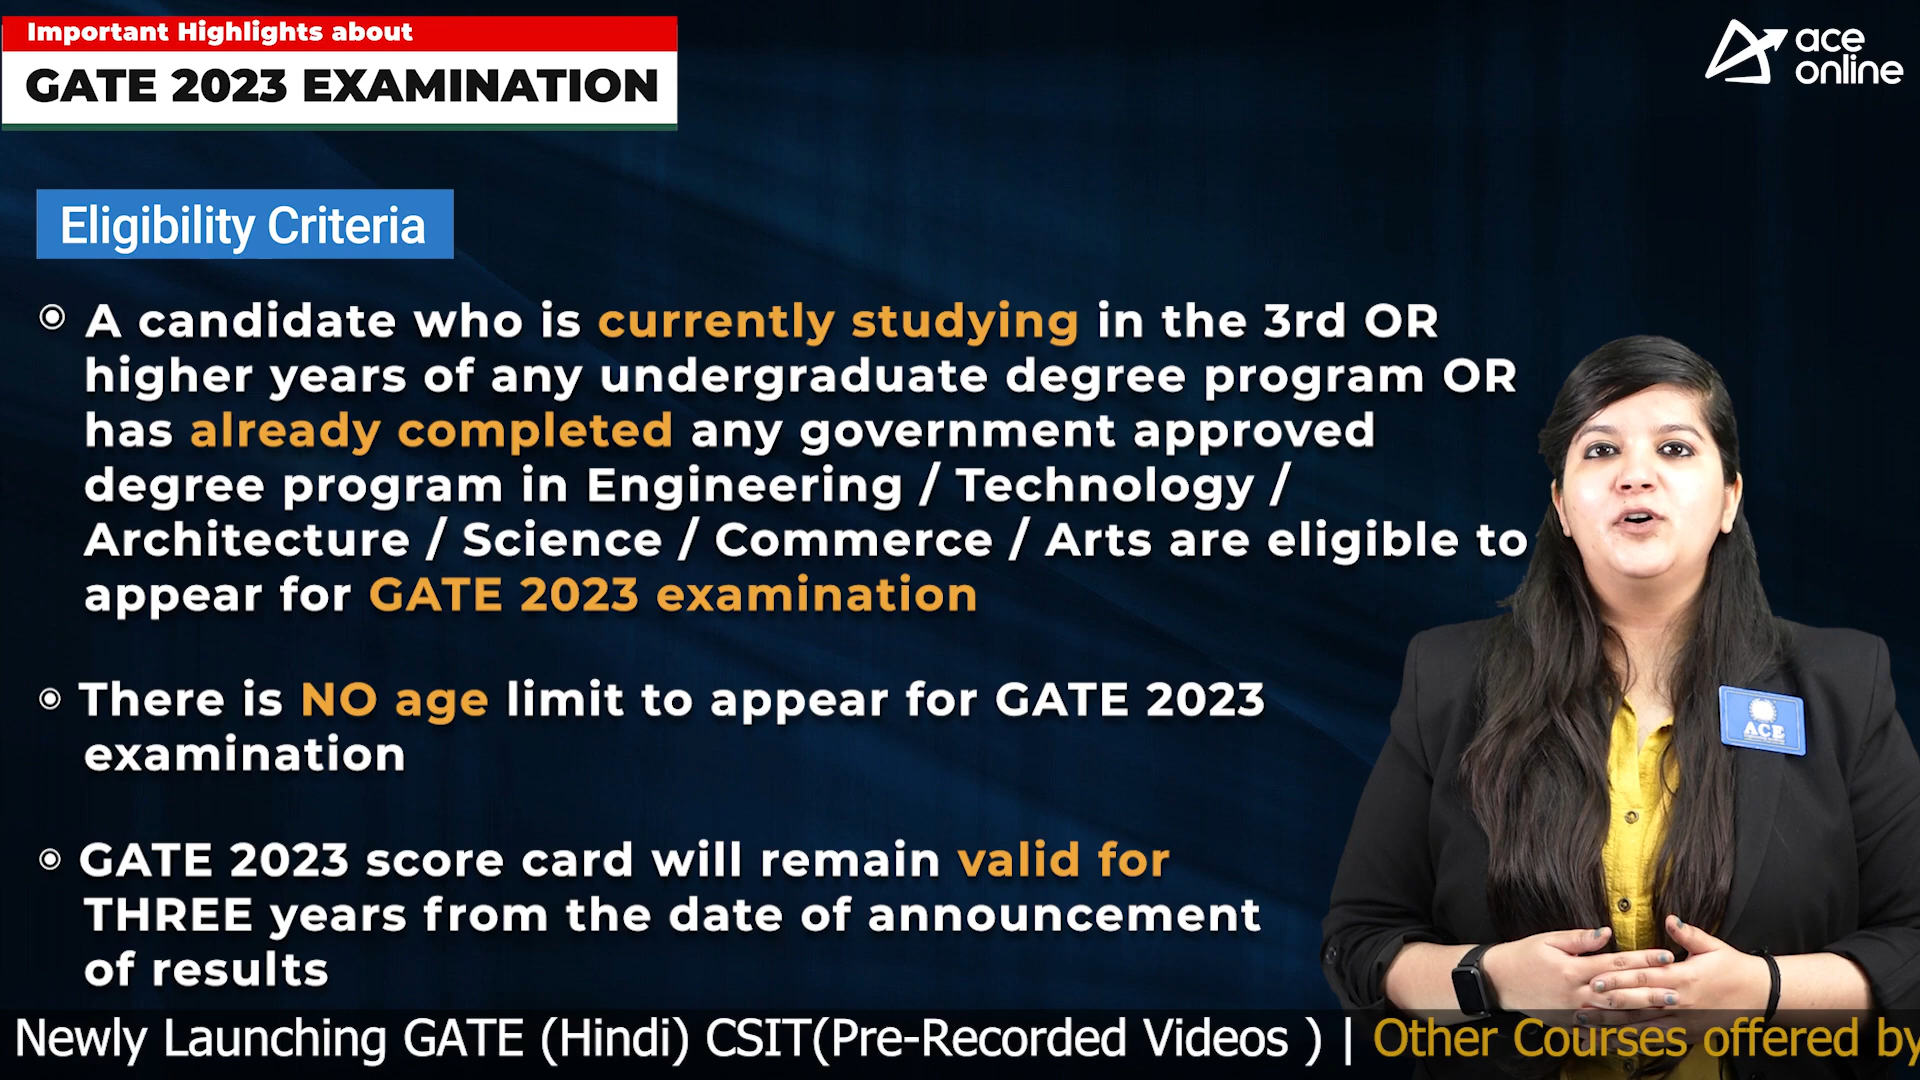 Important Highlights about
GATE 2023 EXAMINATION
ace
online
Eligibility Criteria
A candidate who is currently studying in the 3rd OR
higher years of any undergraduate degree program OR
has already completed any government approved
degree program in Engineering / Technology /
Architecture / Science / Commerce / Arts are eligible to
appear for GATE 2023 examination
There is NO age limit to appear for GATE 2023
examination
GATE 2023 score card will remain valid for
THREE years from the date of announcement
of results
ACE
Newly Launching GATE (Hindi) CSIT(Pre-Recorded Videos ) | Other Courses offered by